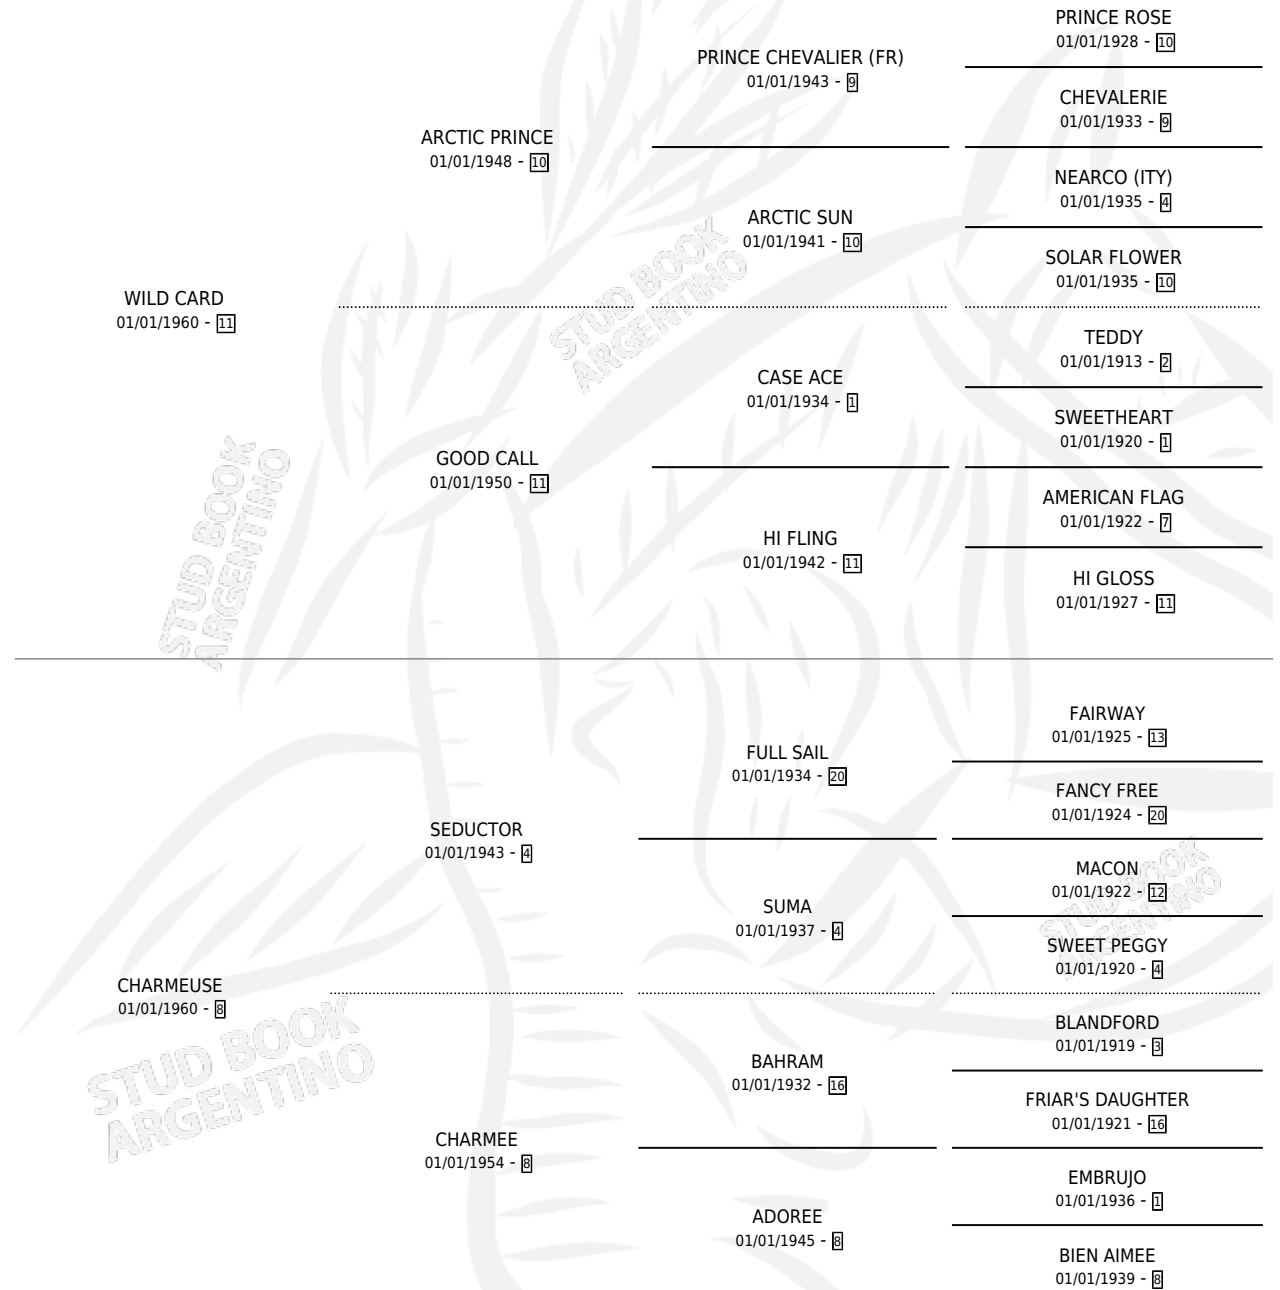 PRINCE ROSE
01/01/1928 - 10
PRINCE CHEVALIER (FR)
01/01/1943 - 9
CHEVALERIE
01/01/1933 - 9
ARCTIC PRINCE
01/01/1948 - 10
NEARCO (ITY)
01/01/1935 - 4
ARCTIC SUN
01/01/1941 - 10
SOLAR FLOWER
01/01/1935 - 10
WILD CARD
01/01/1960 - 11
TEDDY
01/01/1913 - 2
CASE ACE
01/01/1934 - 1
SWEETHEART
01/01/1920 - 1
GOOD CALL
01/01/1950 - 11
AMERICAN FLAG
01/01/1922 - 7
HI FLING
01/01/1942 - 11
HI GLOSS
01/01/1927 - 11
FAIRWAY
01/01/1925 - 13
FULL SAIL
01/01/1934 - 20
FANCY FREE
01/01/1924 - 20
SEDUCTOR
01/01/1943 - 4
MACON
01/01/1922 - 12
SUMA
01/01/1937 - 4
SWEET PEGGY
01/01/1920 - 4
CHARMEUSE
01/01/1960 - 8
BLANDFORD
01/01/1919 - 3
BAHRAM
01/01/1932 - 16
FRIAR'S DAUGHTER
01/01/1921 - 16
CHARMEE
01/01/1954 - 8
EMBRUJO
01/01/1936 - 1
ADOREE
01/01/1945 - 8
BIEN AIMEE
01/01/1939 - 8
STUD BOOK
ARGENTINO
STUD BOOK
ARGENTINO
STUD BOOK
ARGENTINO
STUD BOOK
ARGENTINO